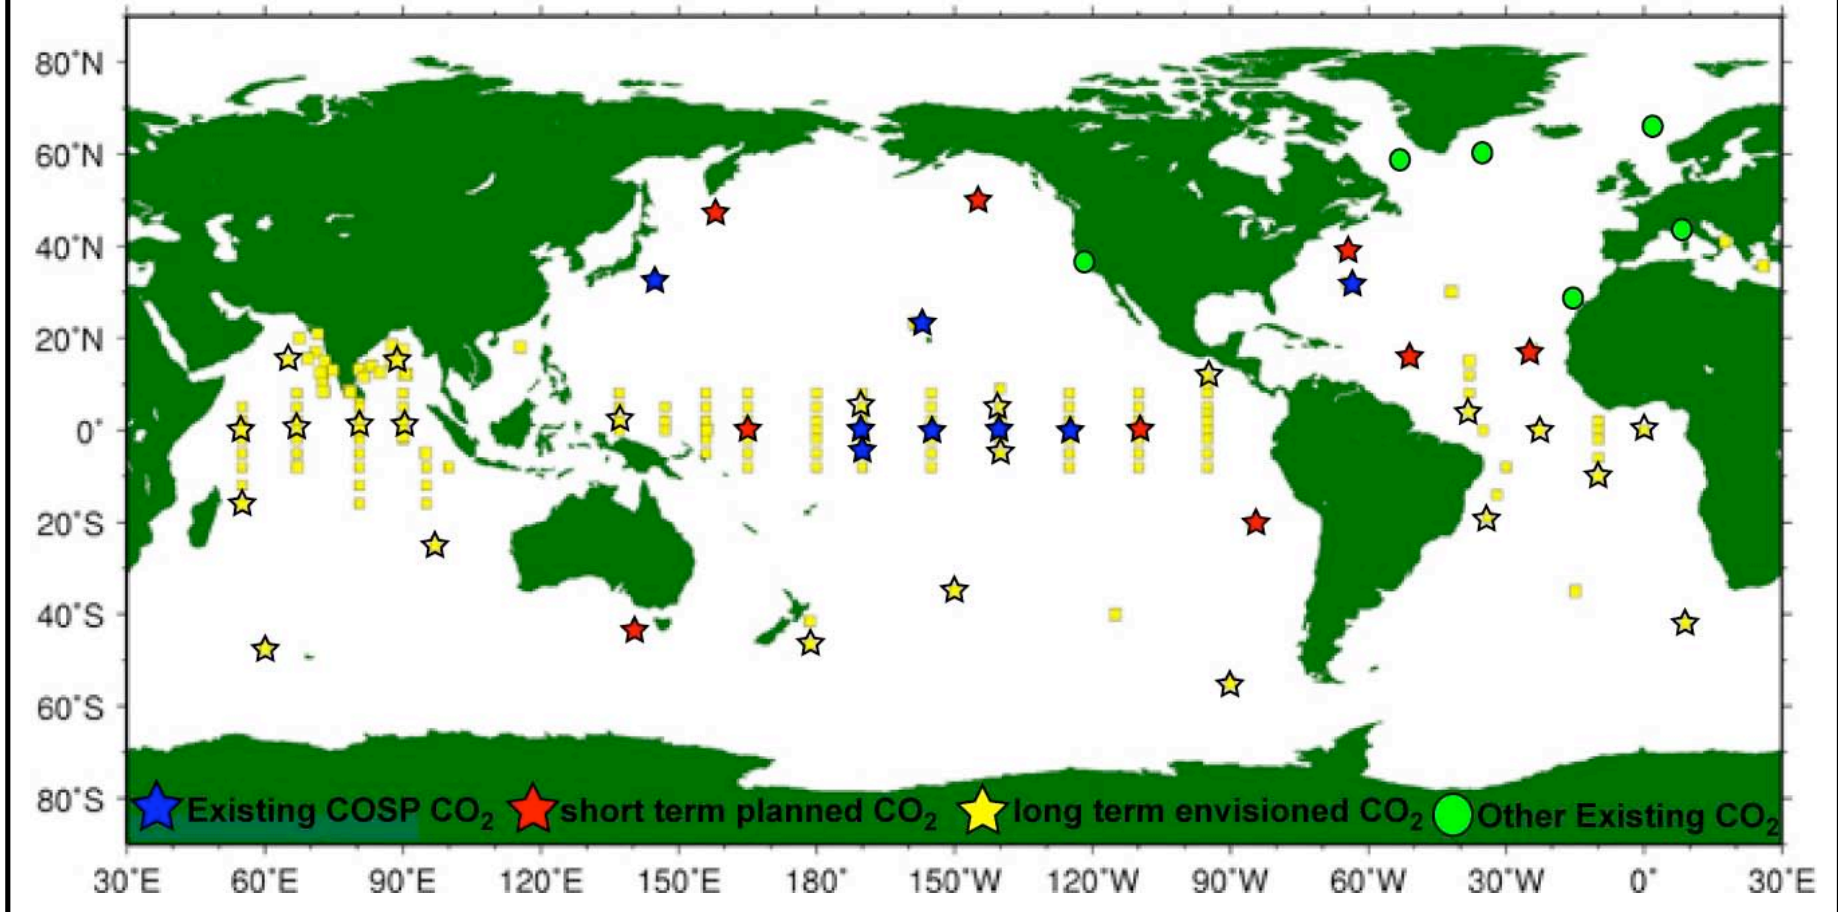 80°N
60°N
40°N
20°N
0°
20°S
40°S
60°S
80°S
Existing COSP CO₂ short term planned CO₂ long term envisioned CO₂ Other Existing CO₂
30°E 60°E 90°E 120°E 150°E 180° 150°W 120°W 90°W 60°W 30°W 0° 30°E